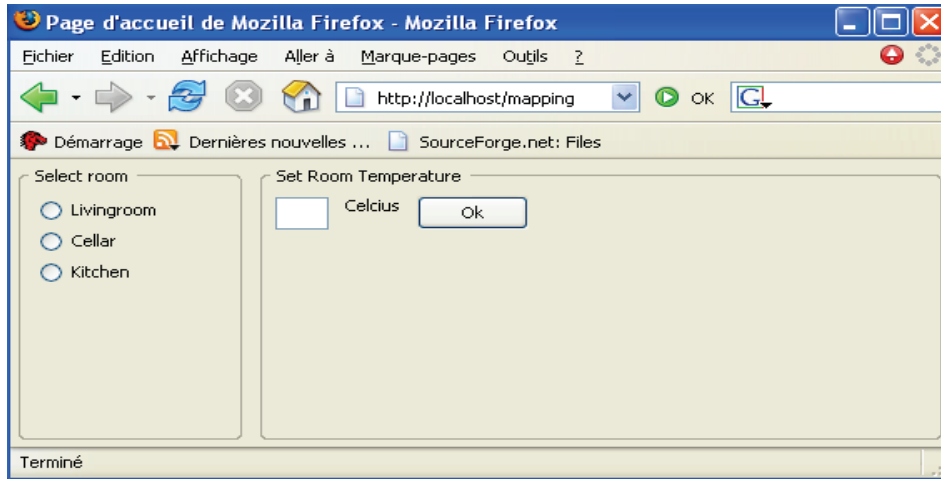 Page d'accueil de Mozilla Firefox - Mozilla Firefox
Fichier Edition Affichage Aller à Marque-pages Outils ?
http://localhost/mapping OK G
Démarrage Dernières nouvelles ... SourceForge.net: Files
Select room
Livingroom
Cellar
Kitchen
Set Room Temperature
Celcius Ok
Terminé